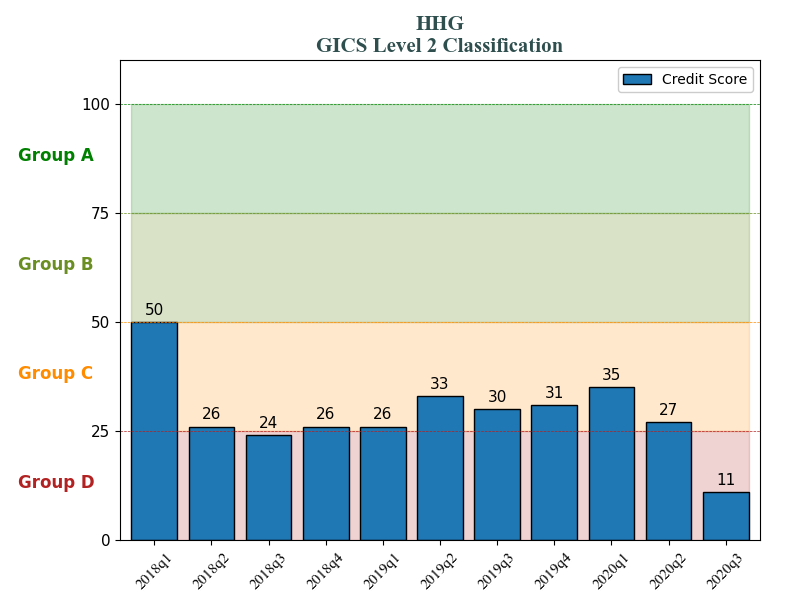 HHG
GICS Level 2 Classification
Credit Score
100
Group A
75
Group B
50
50
Group C
35
33
31
30
27
26
26
26
24
25
Group D
11
0
2018q1
2018q2
2018q3
2018q4
2019q1
2019q2
2019q3
2019q4
2020q1
2020q2
2020q3